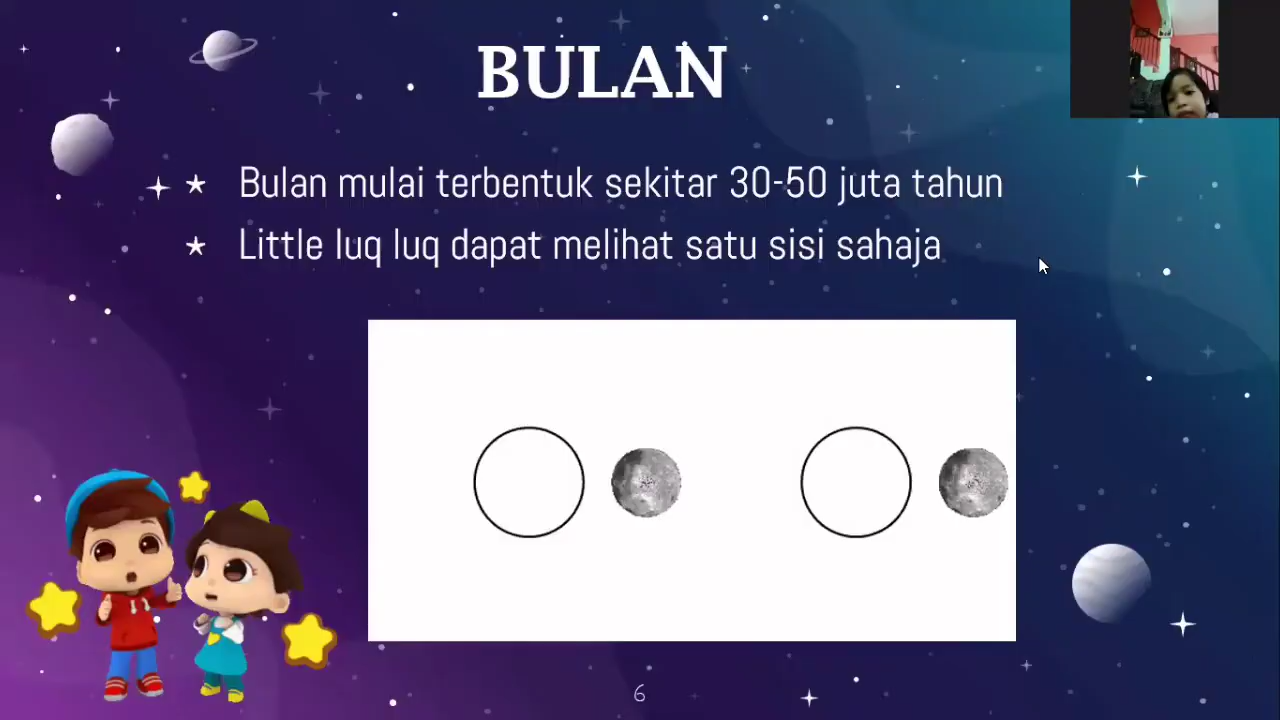 BULAN
Bulan mulai terbentuk sekitar 30-50 juta tahun
Little luq luq dapat melihat satu sisi sahaja
6